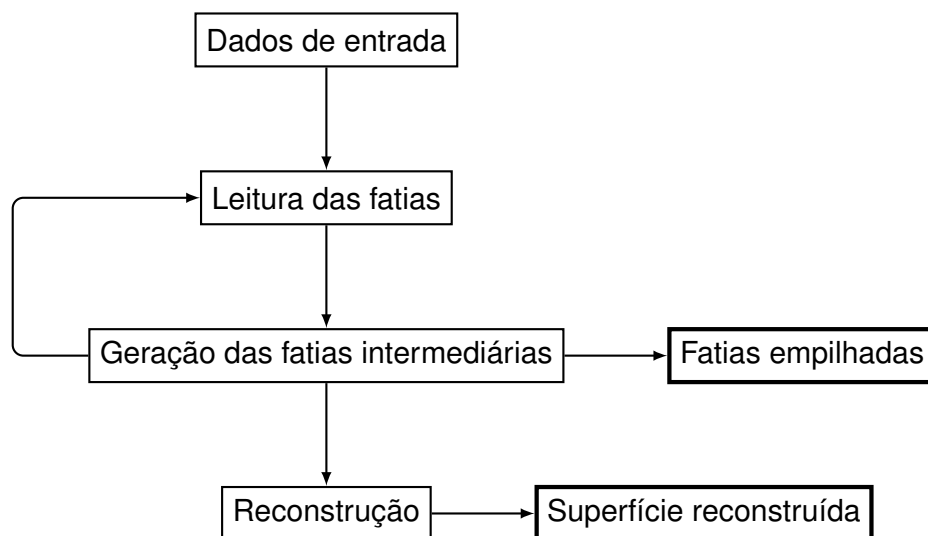 Dados de entrada
Leitura das fatias
Geração das fatias intermediárias
Fatias empilhadas
Reconstrução
Superfície reconstruída